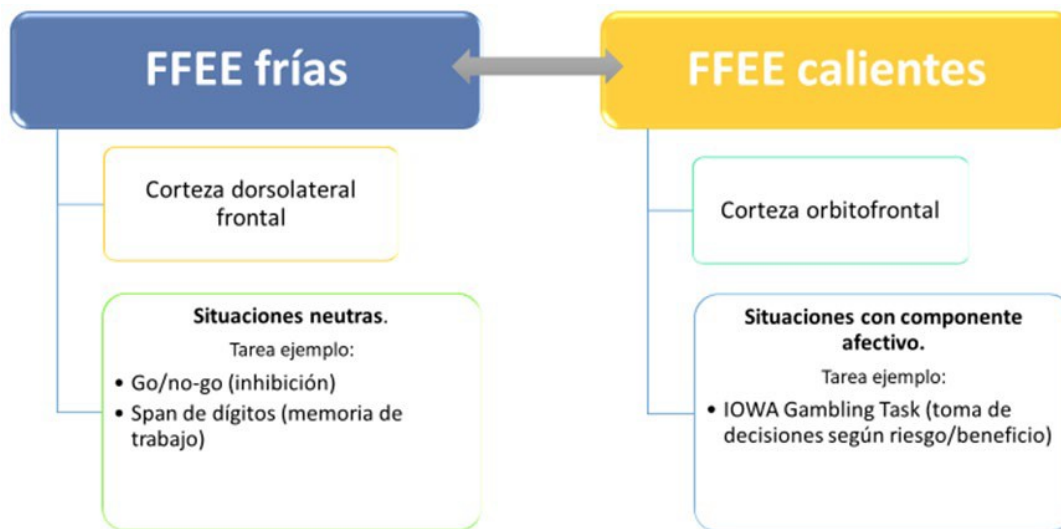 FFEE frías
FFEE calientes
Corteza dorsolateral
frontal
Corteza orbitofrontal
Situaciones neutras.
Tarea ejemplo:
• Go/no-go (inhibición)
• Span de dígitos (memoria de
trabajo)
Situaciones con componente
afectivo.
Tarea ejemplo:
• IOWA Gambling Task (toma de
decisiones según riesgo/beneficio)